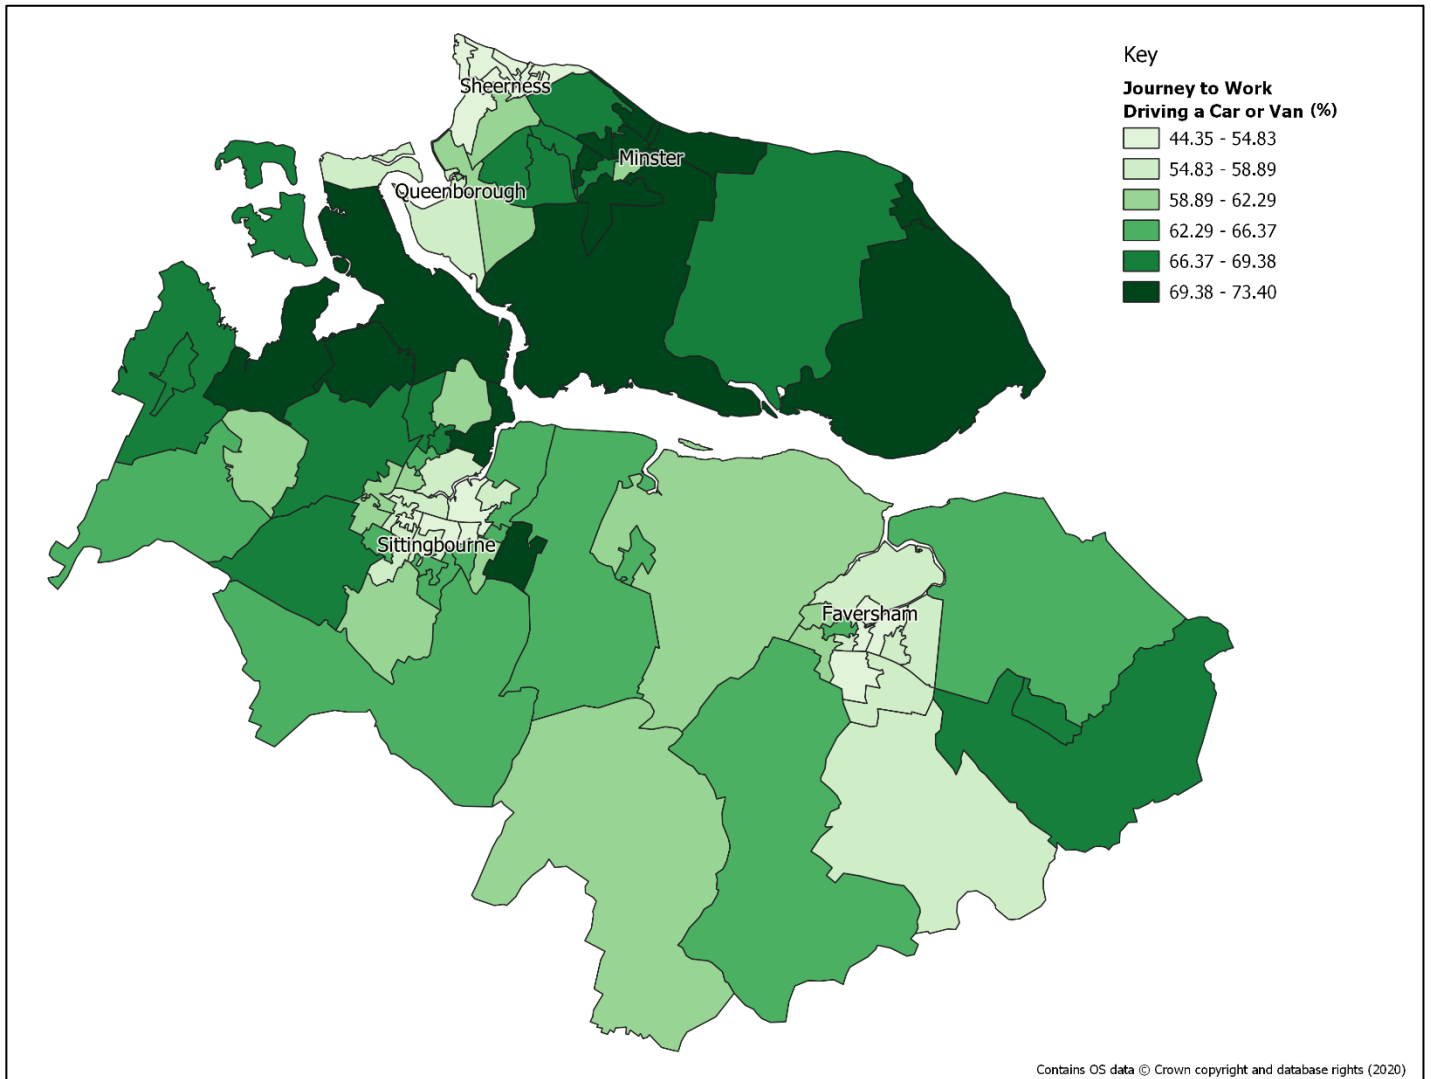 Key
Journey to Work
Driving a Car or Van (%)
44.35 - 54.83
54.83 - 58.89
58.89 - 62.29
62.29 - 66.37
66.37 - 69.38
69.38 - 73.40
Sheerness
Minster
Queenborough
Sittingbourne
Faversham
Contains OS data © Crown copyright and database rights (2020)